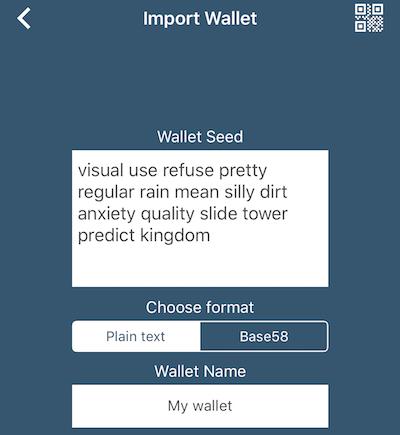 Import Wallet
Wallet Seed
visual use refuse pretty
regular rain mean silly dirt
anxiety quality slide tower
predict kingdom
Choose format
Plain text Base58
Wallet Name
My wallet